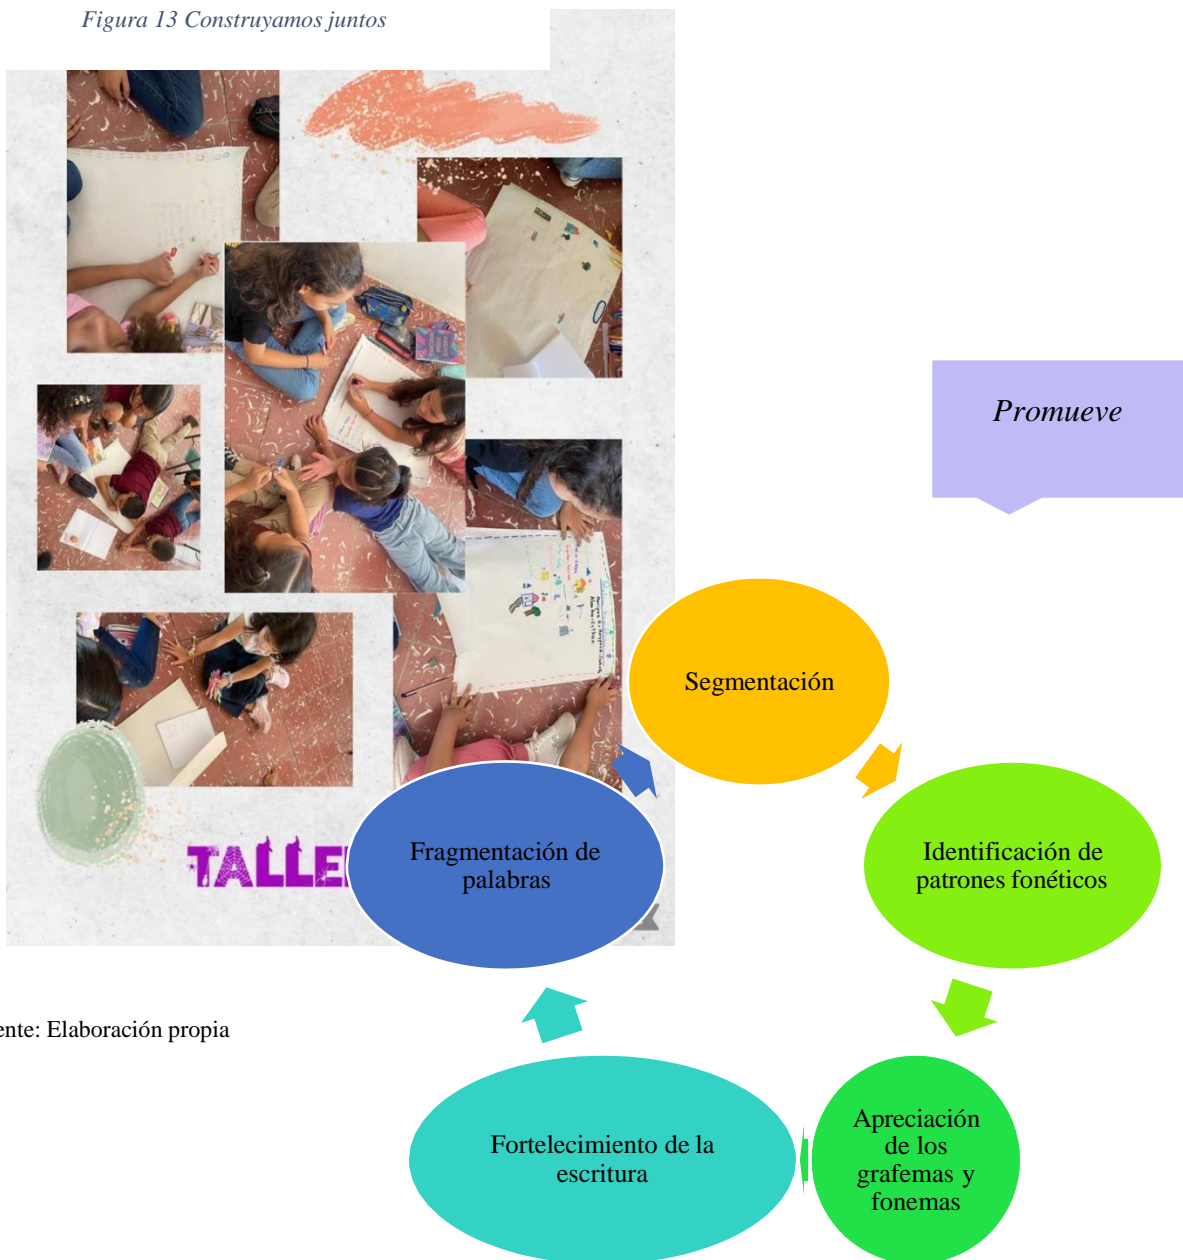 Figura 13 Construyamos juntos
Promueve
Segmentación
Fragmentación de
palabras
Identificación de
patrones fonéticos
TALLE
ente: Elaboración propia
Fortelecimiento de la
escritura
Apreciación
de los
grafemas y
fonemas